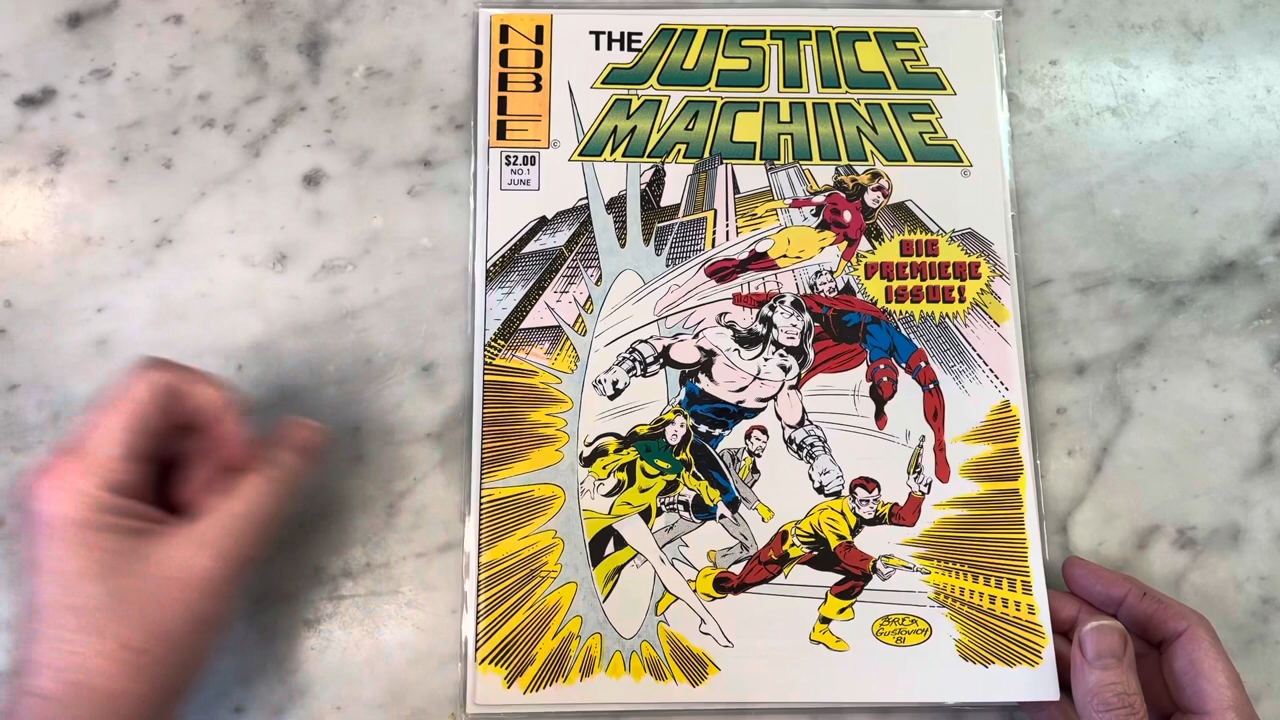 NOBLE
©
$2.00
NO.1
JUNE
THE JUSTICE
MACHINE
©
BIG
PREMIERE
ISSUE!
BYRNE &
GUSTOVICH
'81